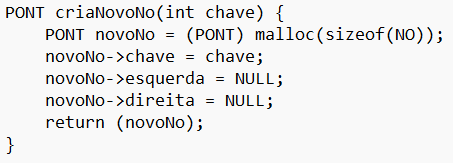 PONT criaNovoNo(int chave) {
    PONT novoNo = (PONT) malloc(sizeof(NO));
    novoNo->chave = chave;
    novoNo->esquerda = NULL;
    novoNo->direita = NULL;
    return (novoNo);
}